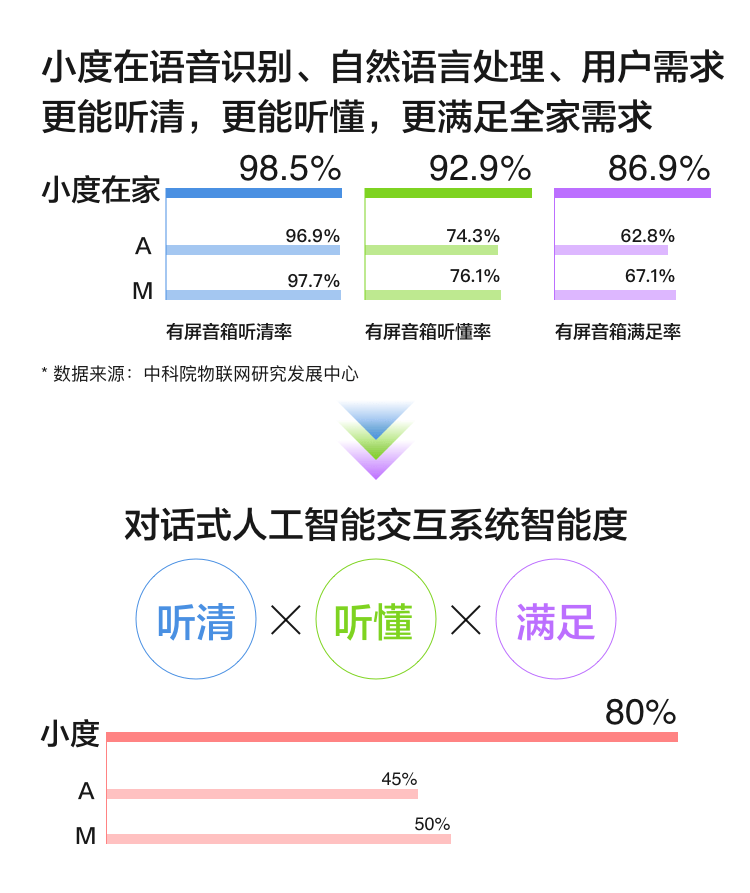 小度在语音识别、自然语言处理、用户需求
更能听清，更能听懂，更满足全家需求
98.5% 92.9% 86.9%
小度在家
A 96.9% 74.3% 62.8%
M 97.7% 76.1% 67.1%
有屏音箱听清率 有屏音箱听懂率 有屏音箱满足率
* 数据来源：中科院物联网研究发展中心
对话式人工智能交互系统智能度
听清 × 听懂 × 满足
80%
小度
45%
A
50%
M